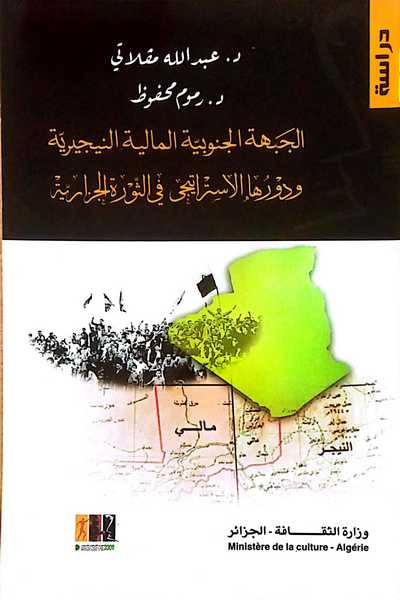 دراسة
د. عبد الله مقلاتي
د. رموم محفوظ
الجبهة الجنوبية المالية النيجيرية
ودورها الاستراتيجي في الثورة الجزائرية
مالي
النيجر
وزارة الثقافة - الجزائر
Ministère de la culture - Algérie